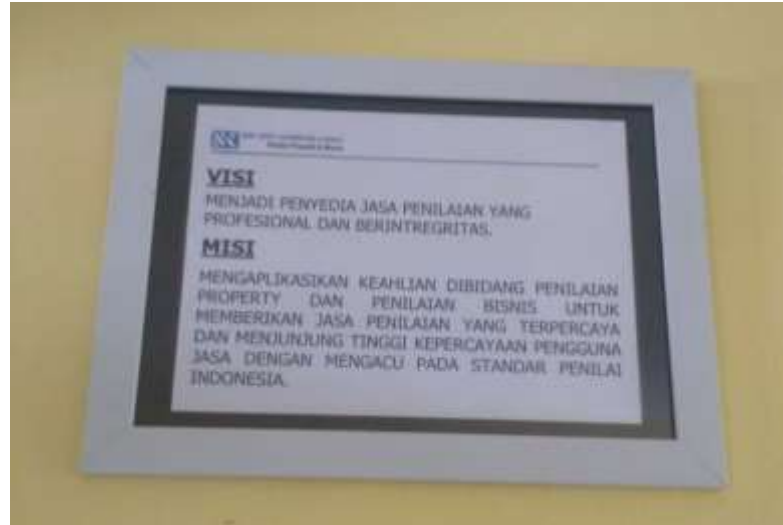 VISI
MENJADI PENYEDIA JASA PENILAIAN YANG
PROFESIONAL DAN BERINTREGRITAS.
MISI
MENGAPLIKASIKAN KEAHLIAN DIBIDANG PENILAIAN
PROPERTY DAN PENILAIAN BISNIS UNTUK
MEMBERIKAN JASA PENILAIAN YANG TERPERCAYA
DAN MENJUNJUNG TINGGI KEPERCAYAAN PENGGUNA
JASA DENGAN MENGACU PADA STANDAR PENILAI
INDONESIA.